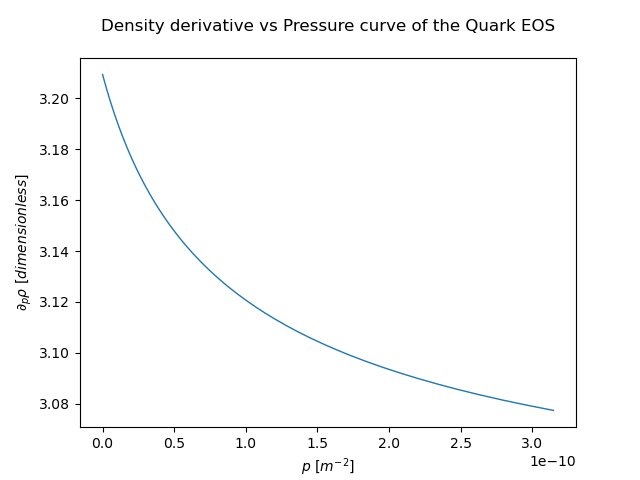 Density derivative vs Pressure curve of the Quark EOS
3.20
3.18
3.16
3.14
3.12
3.10
3.08
∂ₚρ [dimensionless]
0.0 0.5 1.0 1.5 2.0 2.5 3.0
1e−10
p [m⁻²]